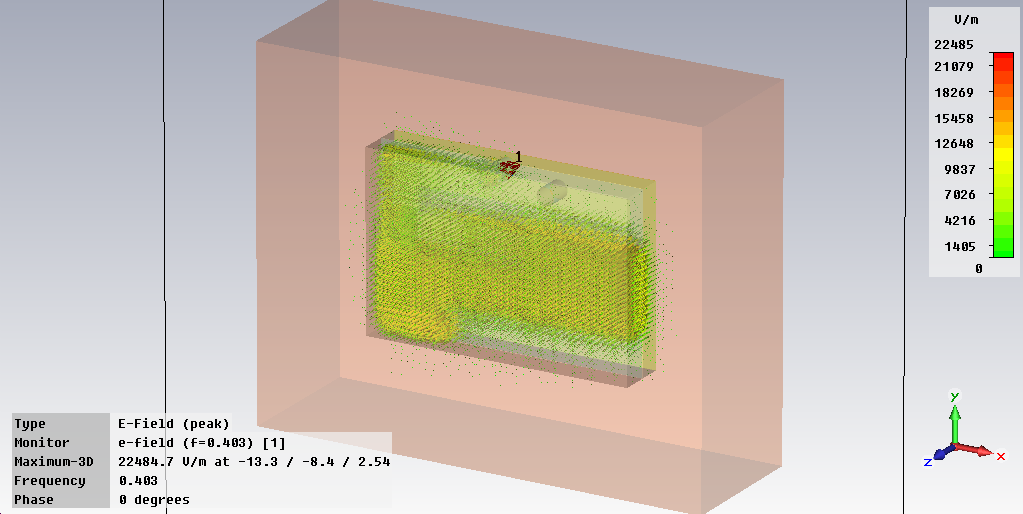 V/m
22485
21079
18269
15458
12648
9837
7026
4216
1405
0
1
Type E-Field (peak)
Monitor e-field (f=0.403) [1]
Maximum-3D 22484.7 V/m at -13.3 / -8.4 / 2.54
Frequency 0.403
Phase 0 degrees
y
z
x